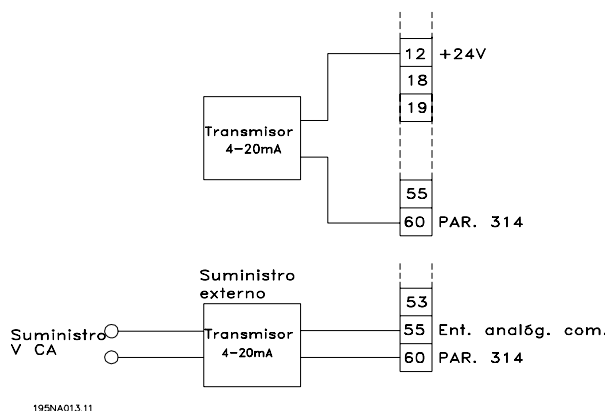 12 +24V
18
19
Transmisor
4-20mA
55
60 PAR. 314
Suministro
externo
53
Suministro
V CA
Transmisor
4-20mA
55 Ent. analóg. com.
60 PAR. 314
195NA013.11